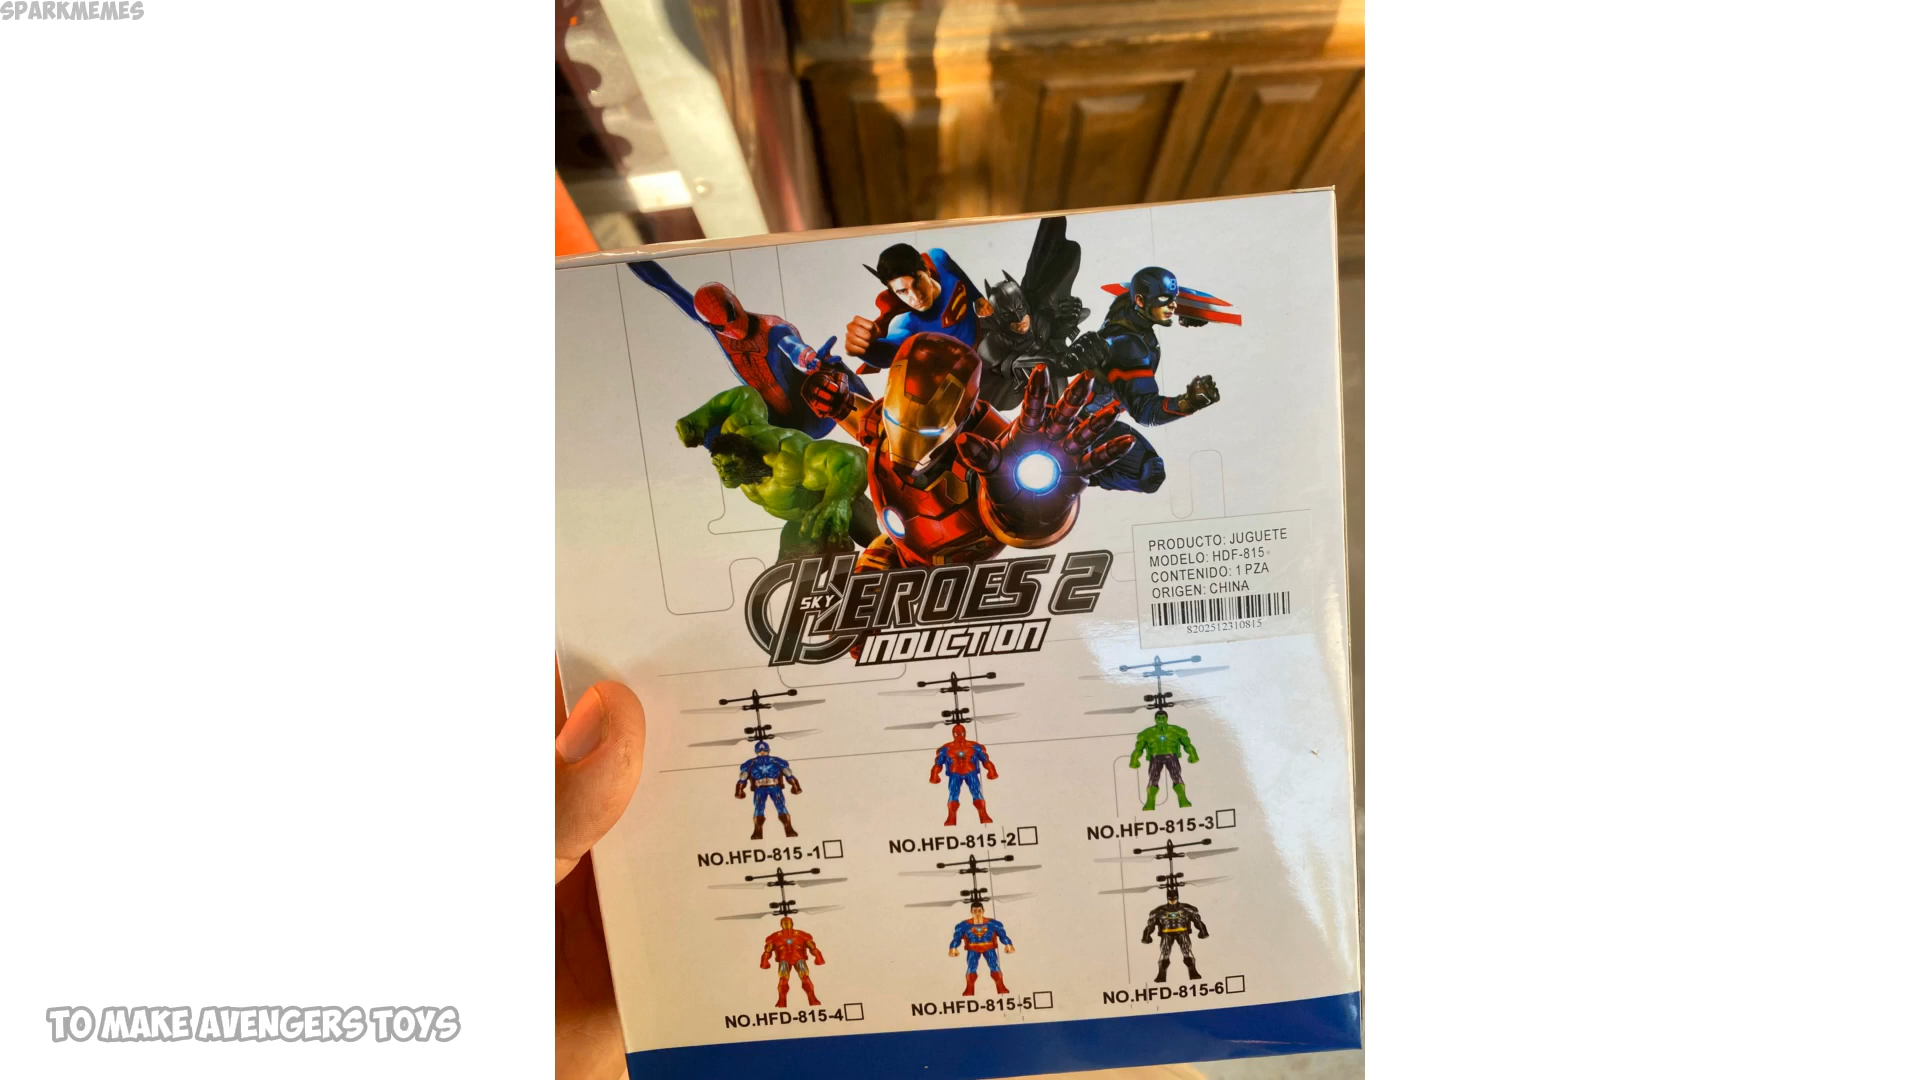 SPARKMEMES
PRODUCTO: JUGUETE
MODELO: HDF-815
CONTENIDO: 1 PZA
ORIGEN: CHINA
8202512310815
SKY HEROES 2
INDUCTION
NO.HFD-815-1
NO.HFD-815-2
NO.HFD-815-3
NO.HFD-815-4
NO.HFD-815-5
NO.HFD-815-6
TO MAKE AVENGERS TOYS